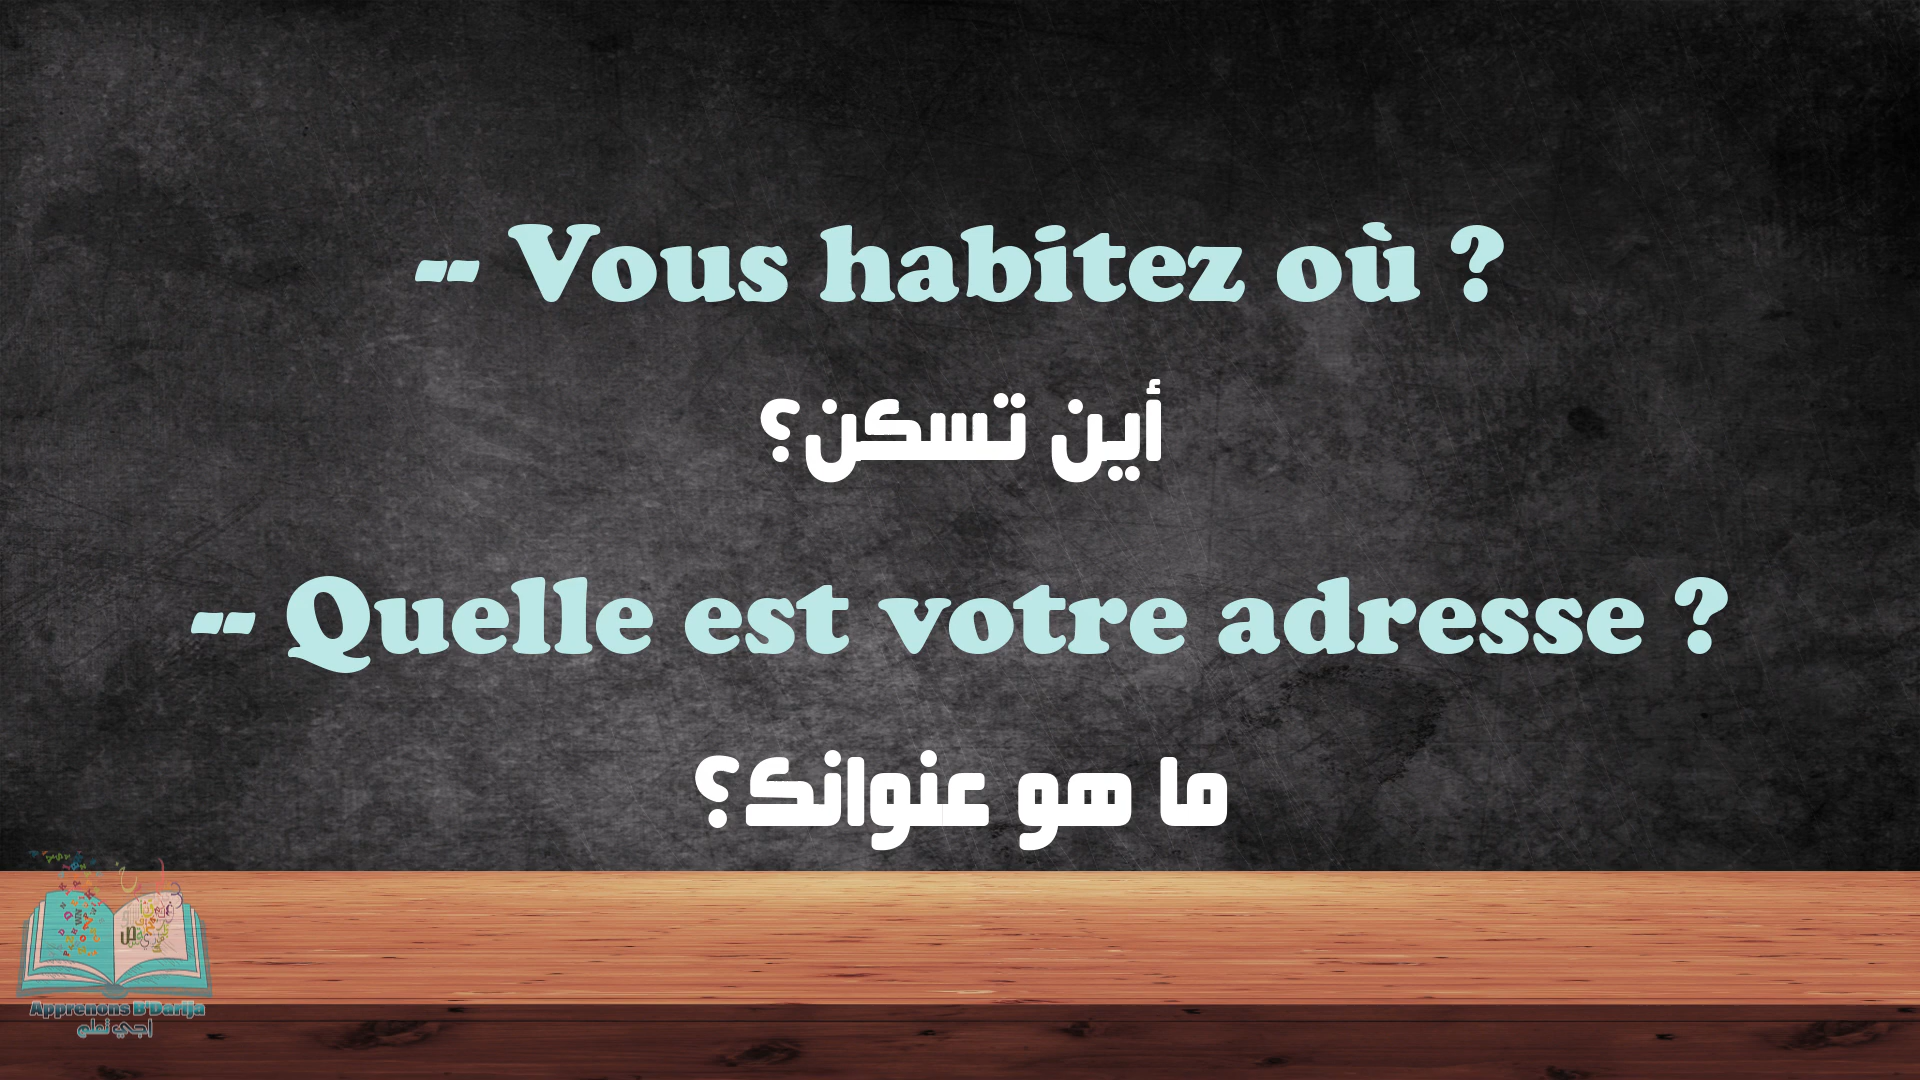 -- Vous habitez où ?
أين تسكن؟
-- Quelle est votre adresse ?
ما هو عنوانك؟
Apprenons B'Darija
اجي نتعلم